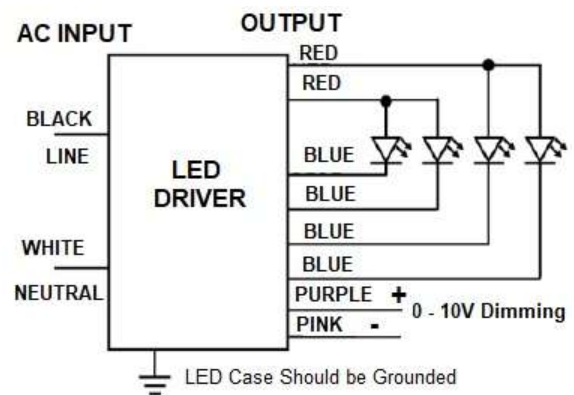 AC INPUT
OUTPUT
RED
RED
BLACK
LINE
LED
DRIVER
BLUE
BLUE
BLUE
BLUE
WHITE
NEUTRAL
PURPLE +
PINK -
0 - 10V Dimming
LED Case Should be Grounded